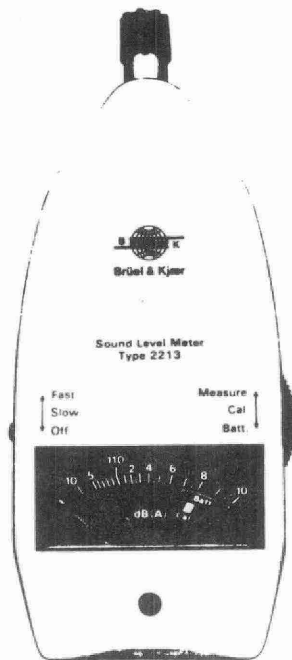 B K
Brüel & Kjær
Sound Level Meter
Type 2213
Fast Measure
Slow Cal
Off Batt.
10 5 110 2 4 6 8 10
Batt
dB(A) Cal